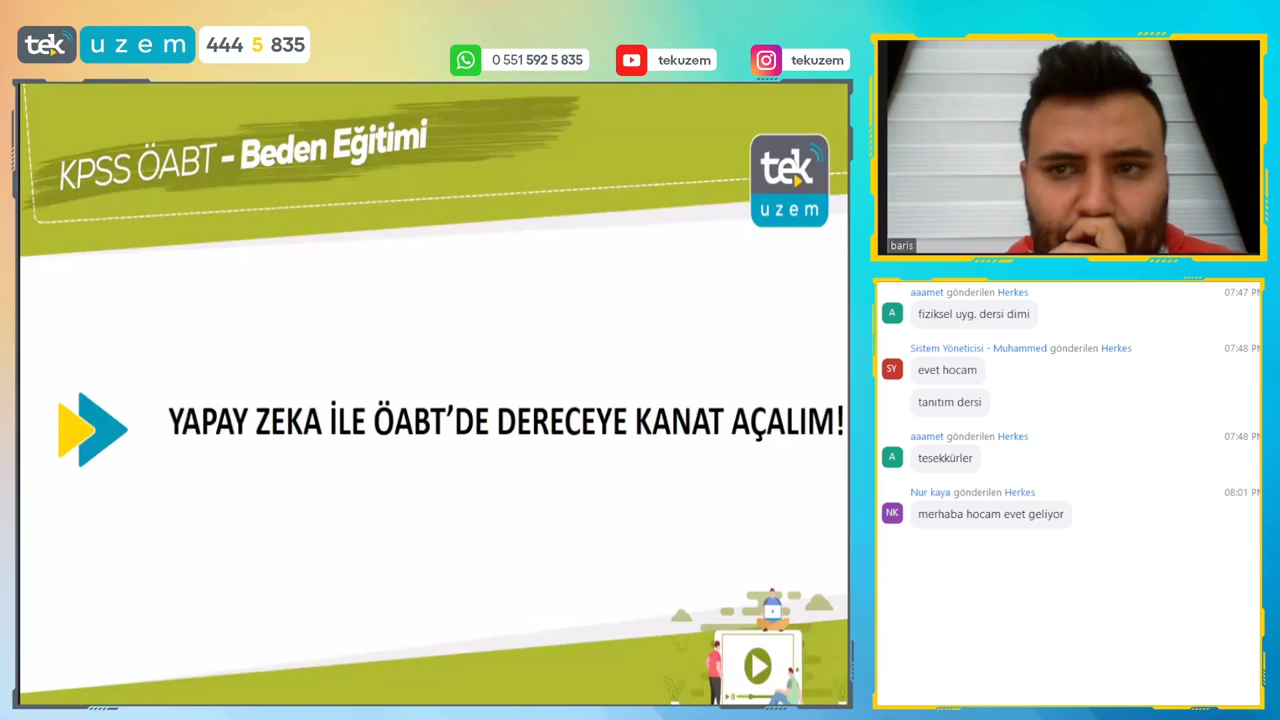 tek
uzem
444 5 835
0 551 592 5 835
tekuzem
tekuzem
KPSS ÖABT - Beden Eğitimi
tek
uzem
YAPAY ZEKA İLE ÖABT’DE DERECEYE KANAT AÇALIM!
baris
aaamet gönderilen Herkes 07:47 PM
A
fiziksel uyg. dersi dimi
Sistem Yöneticisi - Muhammed gönderilen Herkes 07:48 PM
SY
evet hocam
tanıtım dersi
aaamet gönderilen Herkes 07:48 PM
A
tesekkürler
Nur kaya gönderilen Herkes 08:01 PM
NK
merhaba hocam evet geliyor